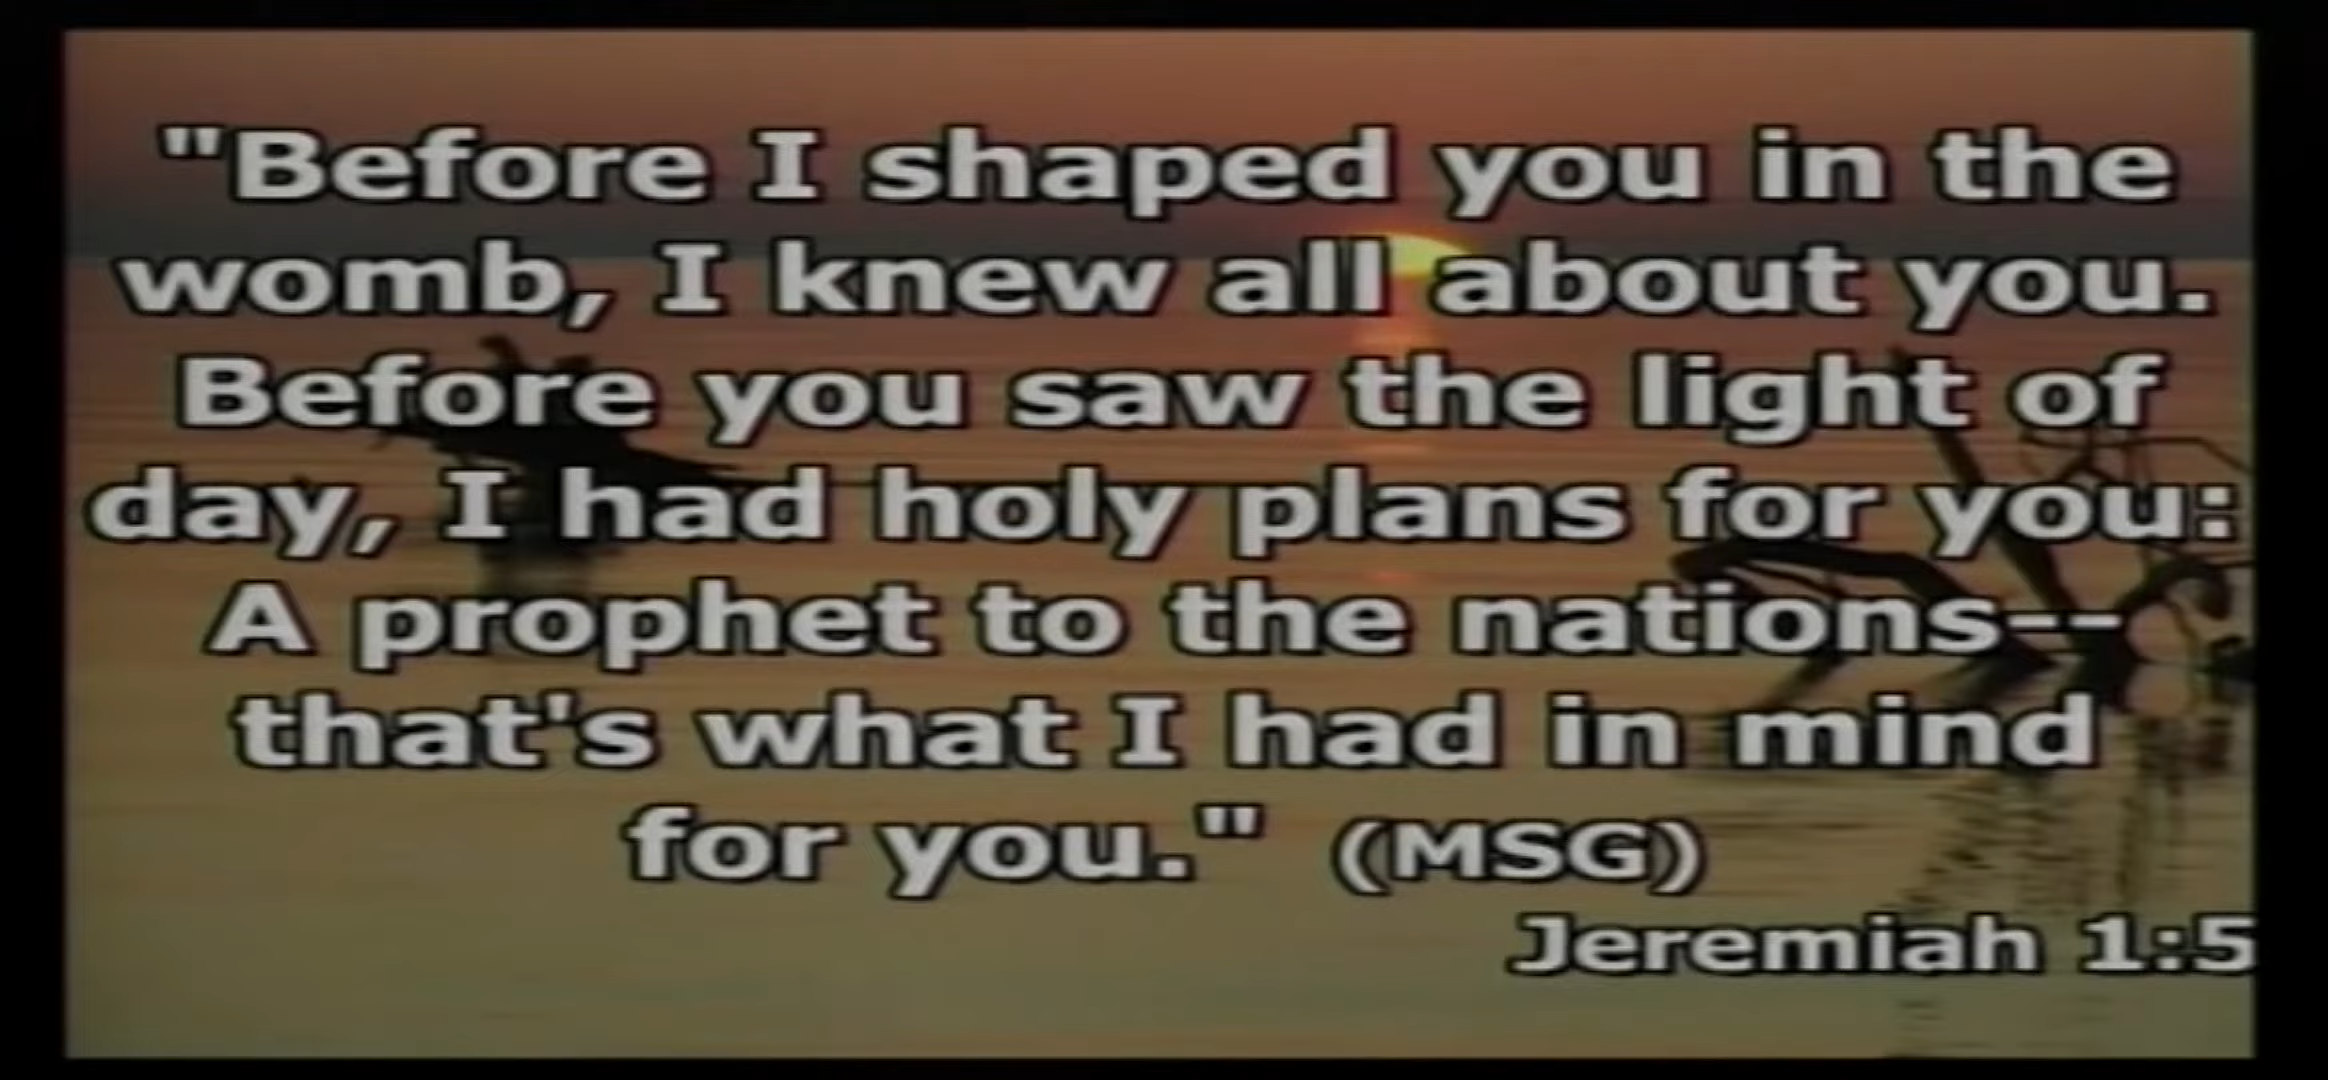 "Before I shaped you in the
womb, I knew all about you.
Before you saw the light of
day, I had holy plans for you:
A prophet to the nations--
that's what I had in mind
for you." (MSG)
Jeremiah 1:5